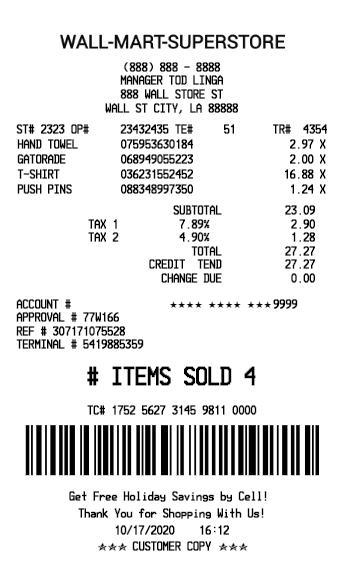 WALL-MART-SUPERSTORE
(888) 888 - 8888
MANAGER TOD LINGA
888 WALL STORE ST
WALL ST CITY, LA 88888
ST# 2323 OP# 23432435 TE# 51 TR# 4354
HAND TOWEL 075953630184 2.97 X
GATORADE 068949055223 2.00 X
T-SHIRT 036231552452 16.88 X
PUSH PINS 088348997350 1.24 X
SUBTOTAL 23.09
TAX 1 7.89% 2.90
TAX 2 4.90% 1.28
TOTAL 27.27
CREDIT TEND 27.27
CHANGE DUE 0.00
ACCOUNT # **** **** ***9999
APPROVAL # 77W166
REF # 307171075528
TERMINAL # 5419885359
# ITEMS SOLD 4
TC# 1752 5627 3145 9811 0000
Get Free Holiday Savings by Cell!
Thank You for Shopping With Us!
10/17/2020 16:12
*** CUSTOMER COPY ***